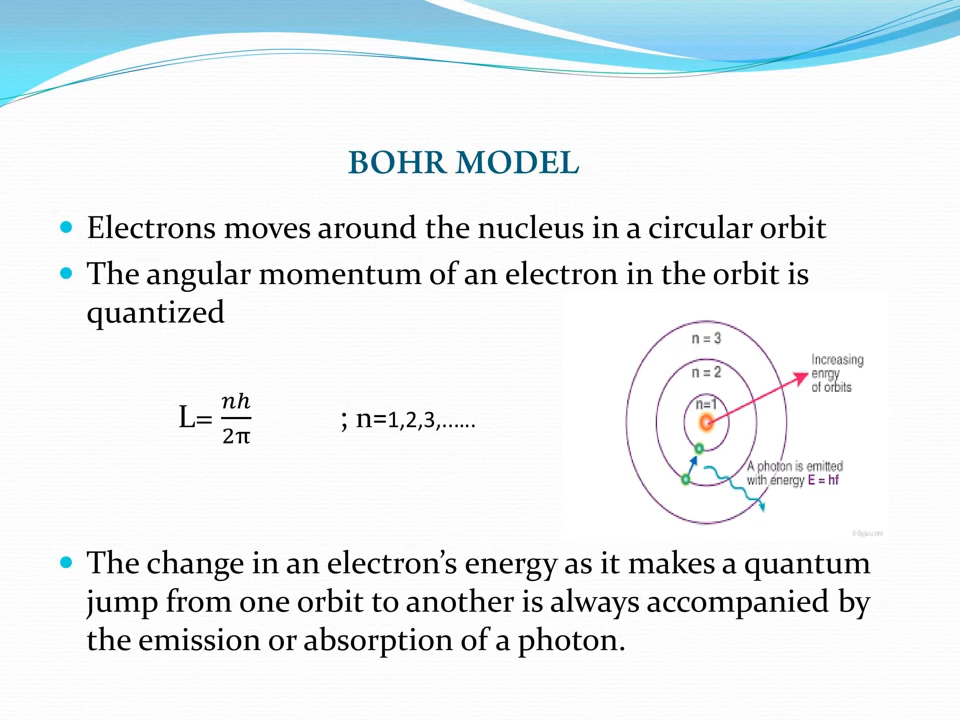 BOHR MODEL
Electrons moves around the nucleus in a circular orbit
The angular momentum of an electron in the orbit is
quantized
L= nh/2π ; n=1,2,3,……
n = 3
n = 2
n=1
Increasing
enrgy
of orbits
A photon is emitted
with energy E = hf
© Byjus.com
The change in an electron’s energy as it makes a quantum
jump from one orbit to another is always accompanied by
the emission or absorption of a photon.